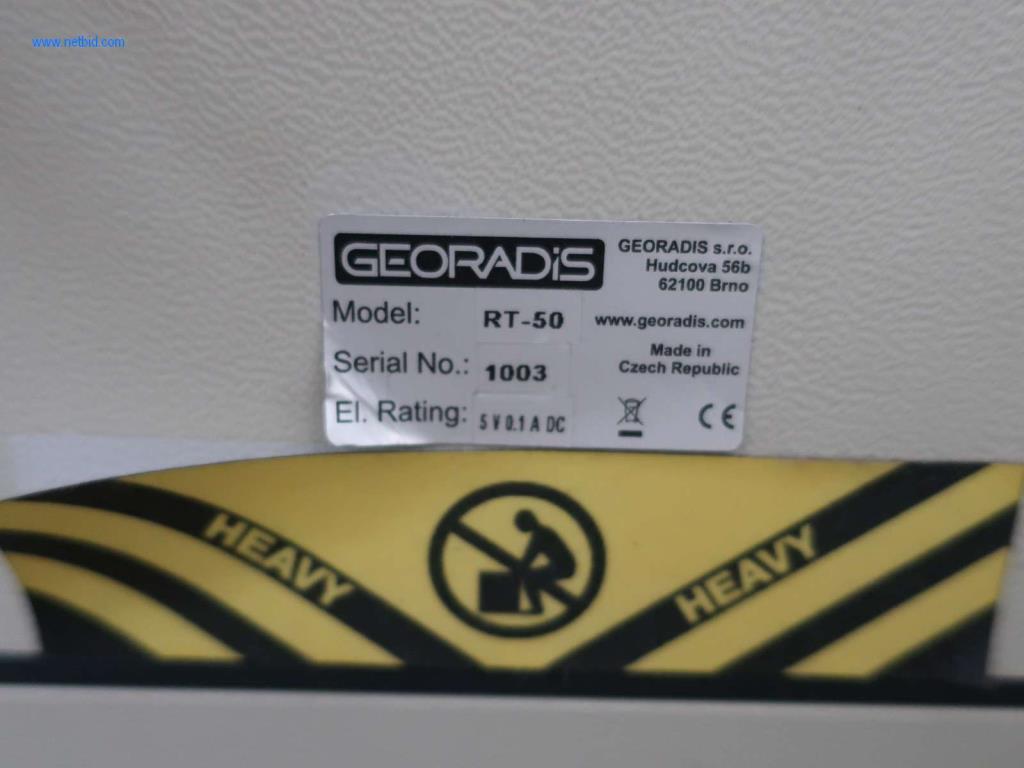 www.netbid.com
GEORADiS
GEORADIS s.r.o.
Hudcova 56b
62100 Brno
Model: RT-50
www.georadis.com
Serial No.: 1003
Made in
Czech Republic
El. Rating: 5 V 0.1 A DC
CE
HEAVY
HEAVY